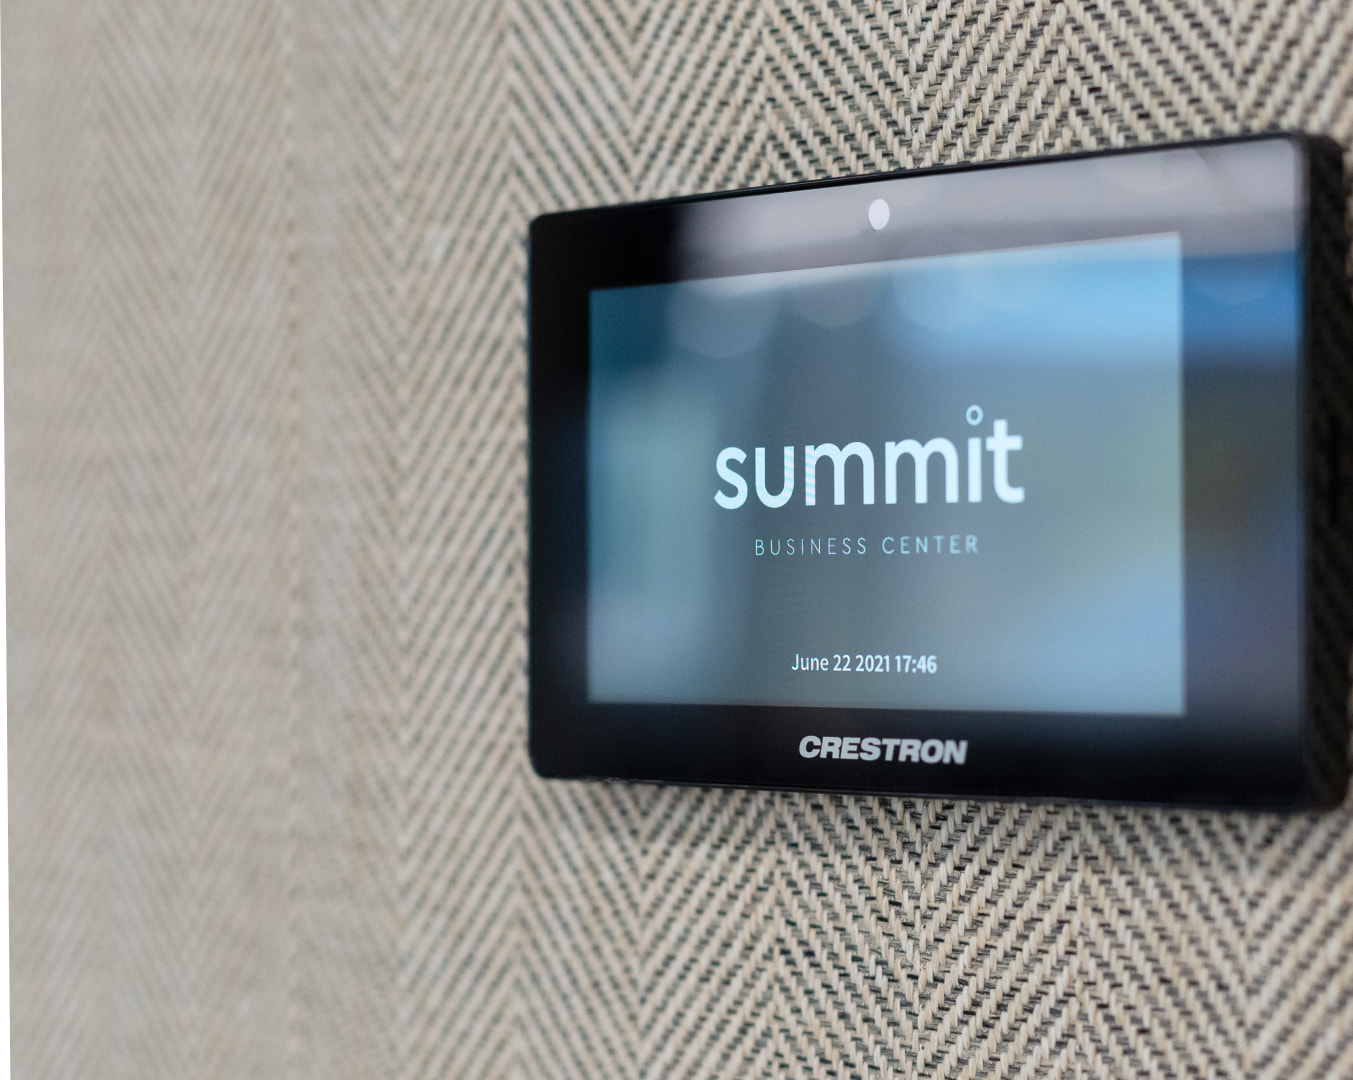 summit
BUSINESS CENTER
June 22 2021 17:46
CRESTRON